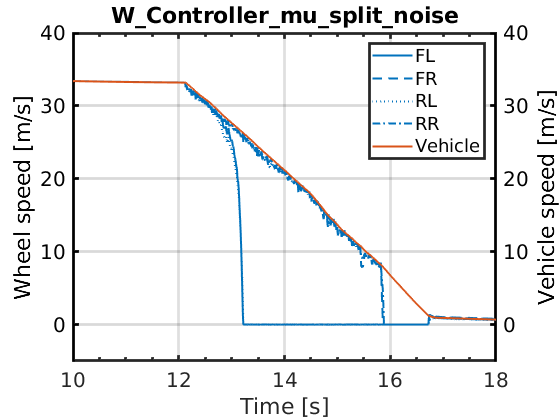 W_Controller_mu_split_noise
40
30
20
10
0
Wheel speed [m/s]
FL
FR
RL
RR
Vehicle
40
30
20
10
0
Vehicle speed [m/s]
10 12 14 16 18
Time [s]